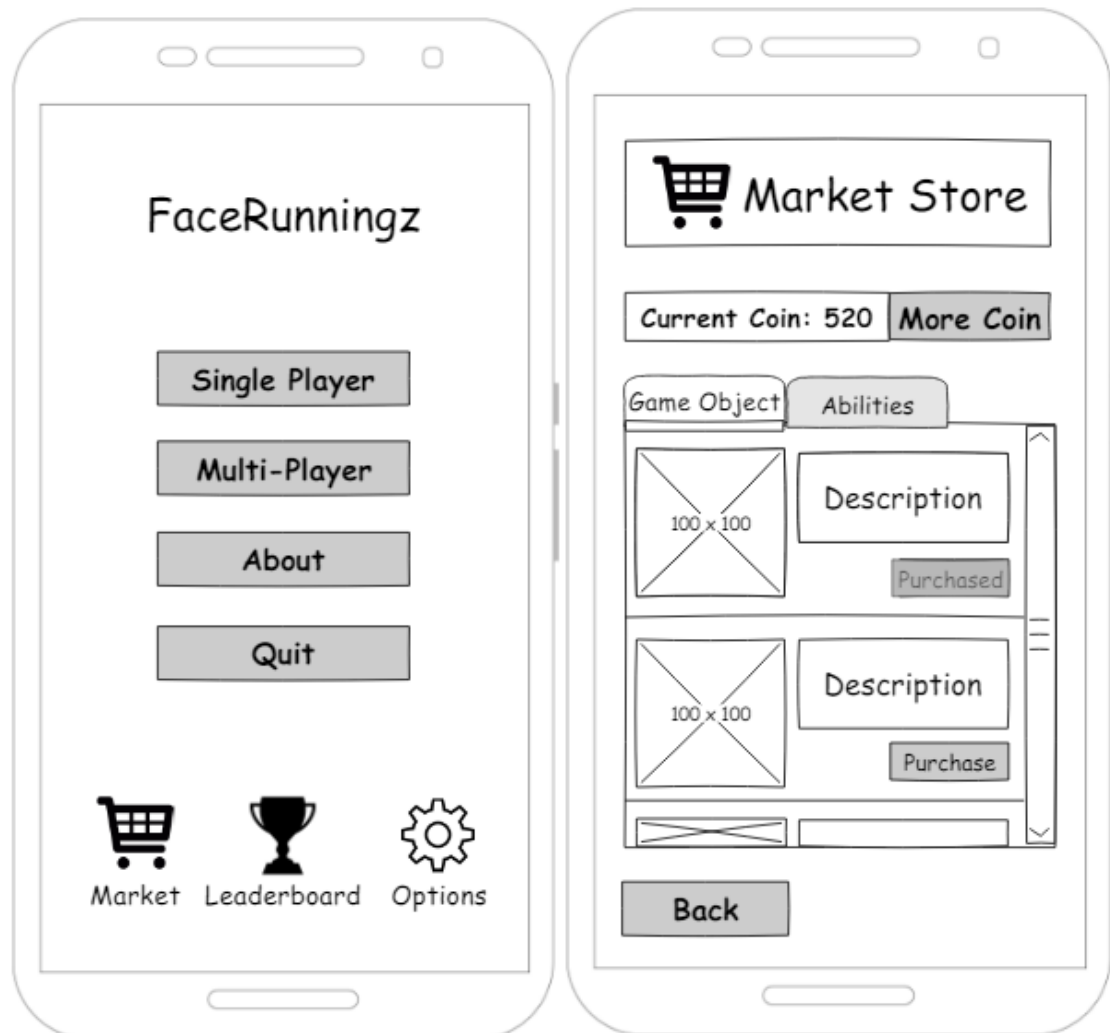 FaceRunningz
Single Player
Multi-Player
About
Quit
Market Leaderboard Options
Market Store
Current Coin: 520 More Coin
Game Object Abilities
100 x 100
Description
Purchased
100 x 100
Description
Purchase
Back